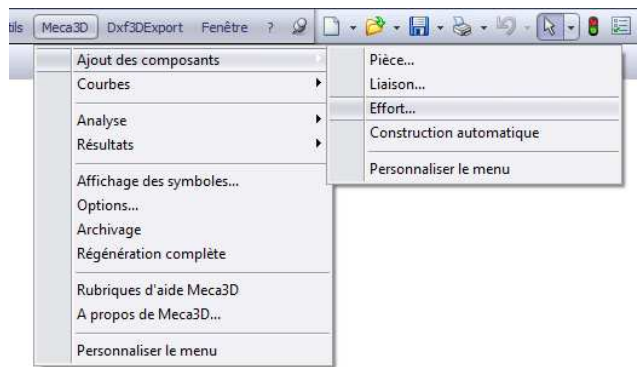 tils Meca3D Dxf3DExport Fenêtre ?
Ajout des composants
Courbes
Analyse
Résultats
Affichage des symboles...
Options...
Archivage
Régénération complète
Rubriques d'aide Meca3D
A propos de Meca3D...
Personnaliser le menu
Pièce...
Liaison...
Effort...
Construction automatique
Personnaliser le menu